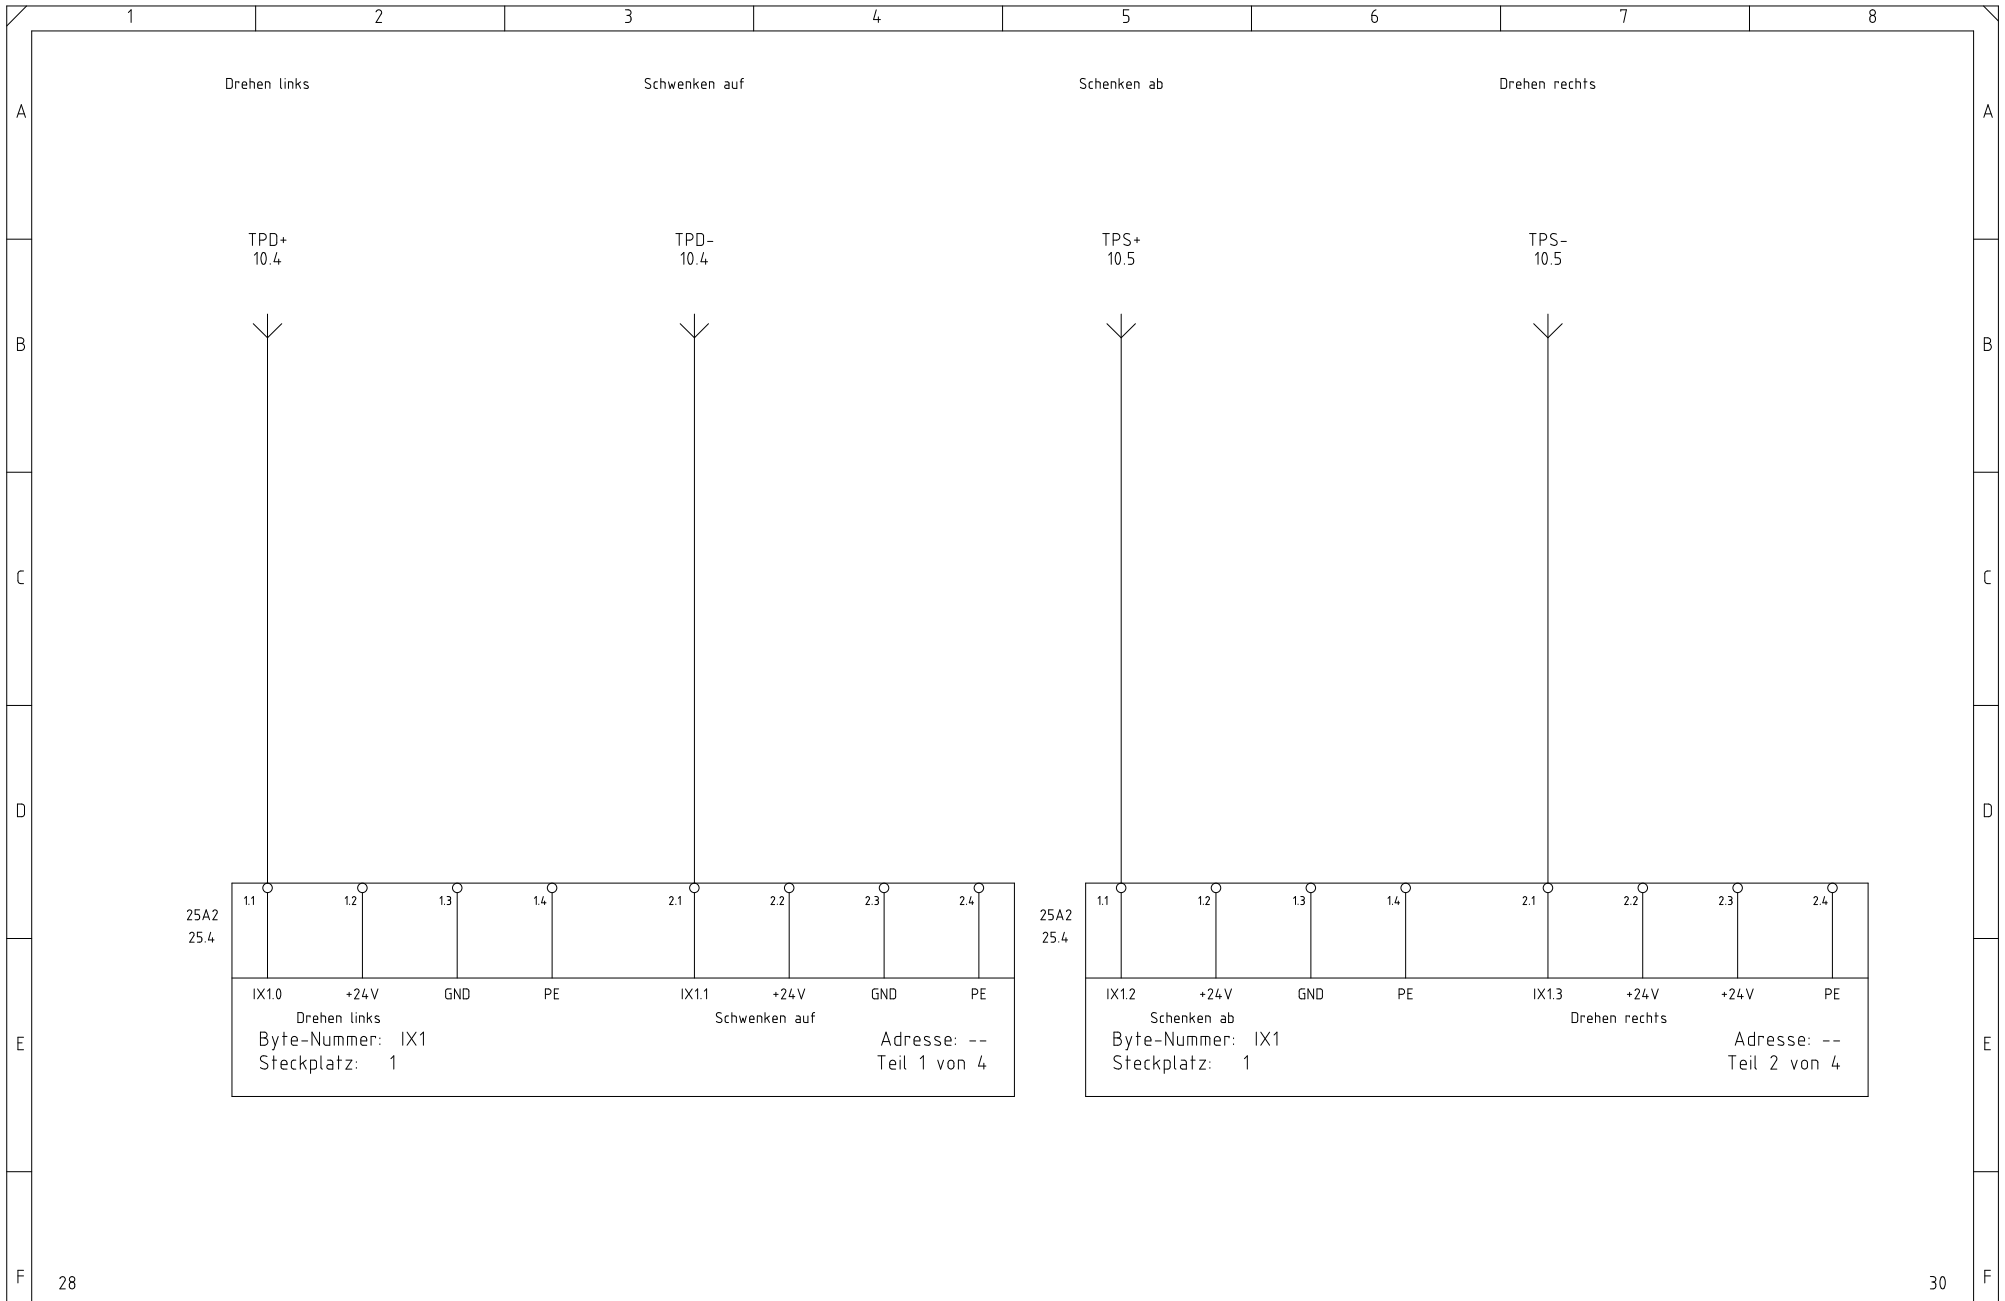 1 2 3 4 5 6 7 8
Drehen links Schwenken auf Schenken ab Drehen rechts
A A
TPD+ TPD- TPS+ TPS-
10.4 10.4 10.5 10.5
B B
C C
D D
1.1 1.2 1.3 1.4 2.1 2.2 2.3 2.4 1.1 1.2 1.3 1.4 2.1 2.2 2.3 2.4
25A2 25A2
25.4 25.4
IX1.0 +24V GND PE IX1.1 +24V GND PE IX1.2 +24V GND PE IX1.3 +24V +24V PE
Drehen links Schwenken auf Schenken ab Drehen rechts
Byte-Nummer: IX1 Adresse: -- Byte-Nummer: IX1 Adresse: --
E E
Steckplatz: 1 Teil 1 von 4 Steckplatz: 1 Teil 2 von 4
F F
28 30